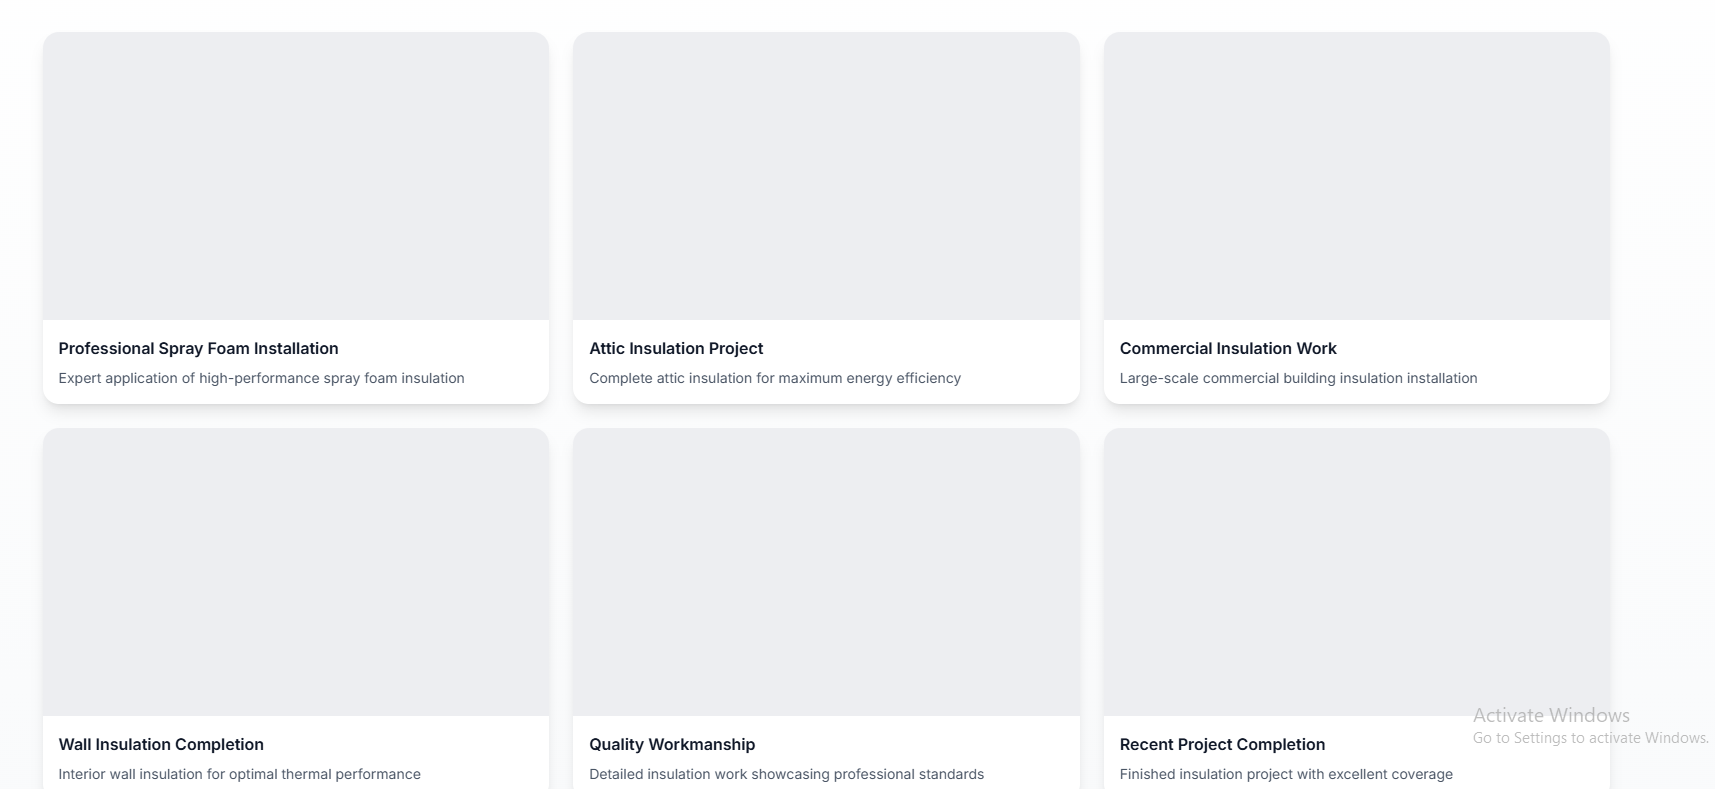 Professional Spray Foam Installation
Expert application of high-performance spray foam insulation
Attic Insulation Project
Complete attic insulation for maximum energy efficiency
Commercial Insulation Work
Large-scale commercial building insulation installation
Wall Insulation Completion
Interior wall insulation for optimal thermal performance
Quality Workmanship
Detailed insulation work showcasing professional standards
Recent Project Completion
Finished insulation project with excellent coverage
Activate Windows
Go to Settings to activate Windows.